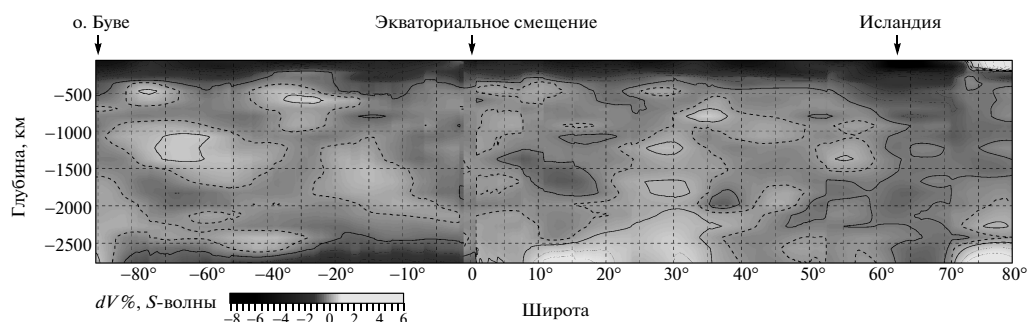 о. Буве Экваториальное смещение Исландия
Глубина, км
−500
−1000
−1500
−2000
−2500
−80° −60° −40° −20° −10° 0 10° 20° 30° 40° 50° 60° 70° 80°
dV%, S-волны
−8 −6 −4 −2 0 2 4 6
Широта